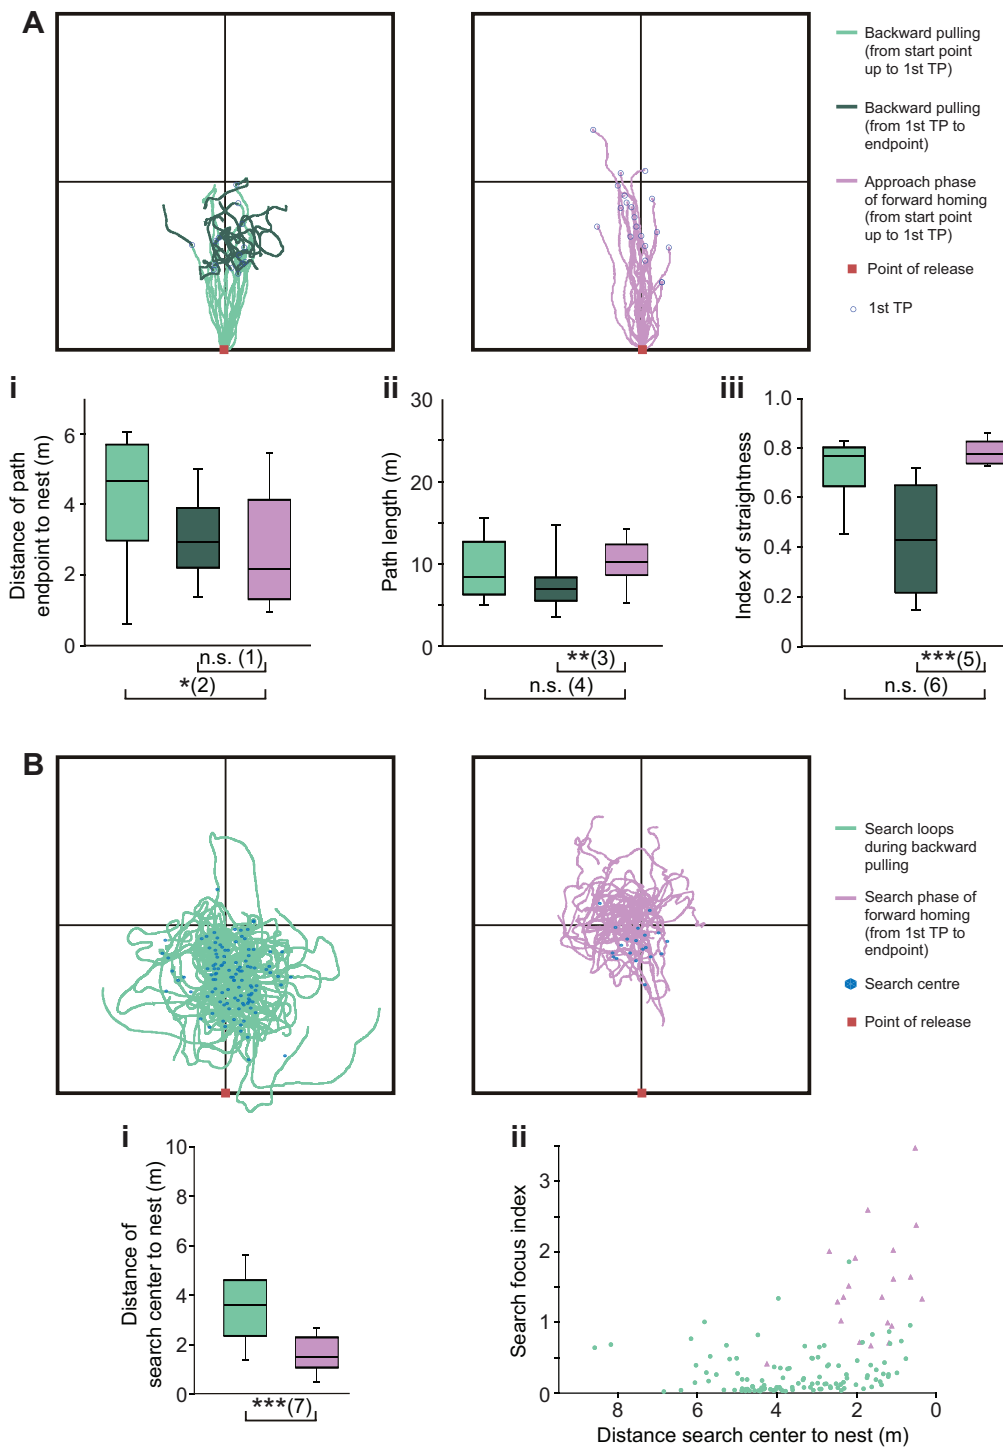 A
Backward pulling
(from start point
up to 1st TP)
Backward pulling
(from 1st TP to
endpoint)
Approach phase
of forward homing
(from start point
up to 1st TP)
Point of release
1st TP
i
Distance of path
endpoint to nest (m)
6
4
2
0
n.s. (1)
*(2)
ii
Path length (m)
30
20
10
0
**(3)
n.s. (4)
iii
Index of straightness
1.0
0.8
0.6
0.4
0.2
0
***(5)
n.s. (6)
B
Search loops
during backward
pulling
Search phase of
forward homing
(from 1st TP to
endpoint)
Search centre
Point of release
i
Distance of
search center to nest (m)
10
8
6
4
2
0
***(7)
ii
Search focus index
3
2
1
0
8 6 4 2 0
Distance search center to nest (m)